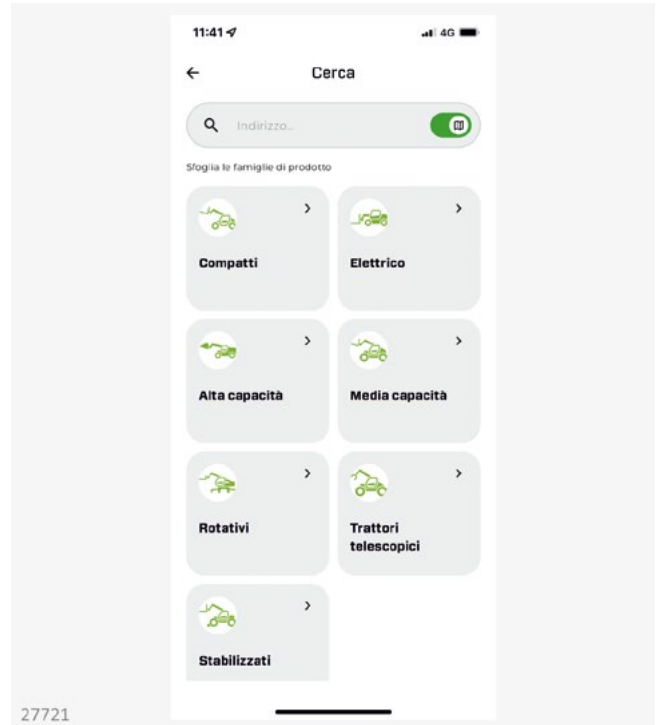 11:41
4G
Cerca
Indirizzo...
Sfoglia le famiglie di prodotto
Compatti
Elettrico
Alta capacità
Media capacità
Rotativi
Trattori
telescopici
Stabilizzati
27721